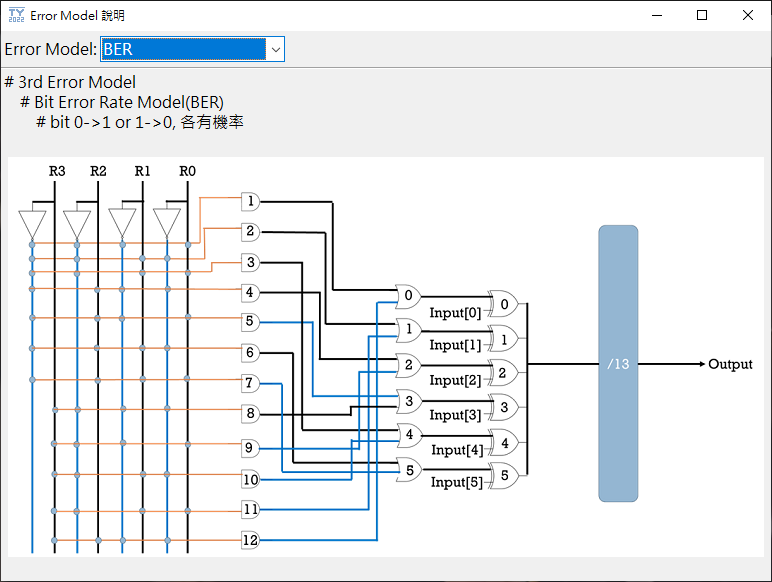 TY 2022 Error Model 說明
Error Model: BER
# 3rd Error Model
# Bit Error Rate Model(BER)
# bit 0->1 or 1->0, 各有機率
R3 R2 R1 R0
1
2
3
4
5
6
7
8
9
10
11
12
0
1
2
3
4
5
Input[0] 0
Input[1] 1
Input[2] 2
Input[3] 3
Input[4] 4
Input[5] 5
/13
Output